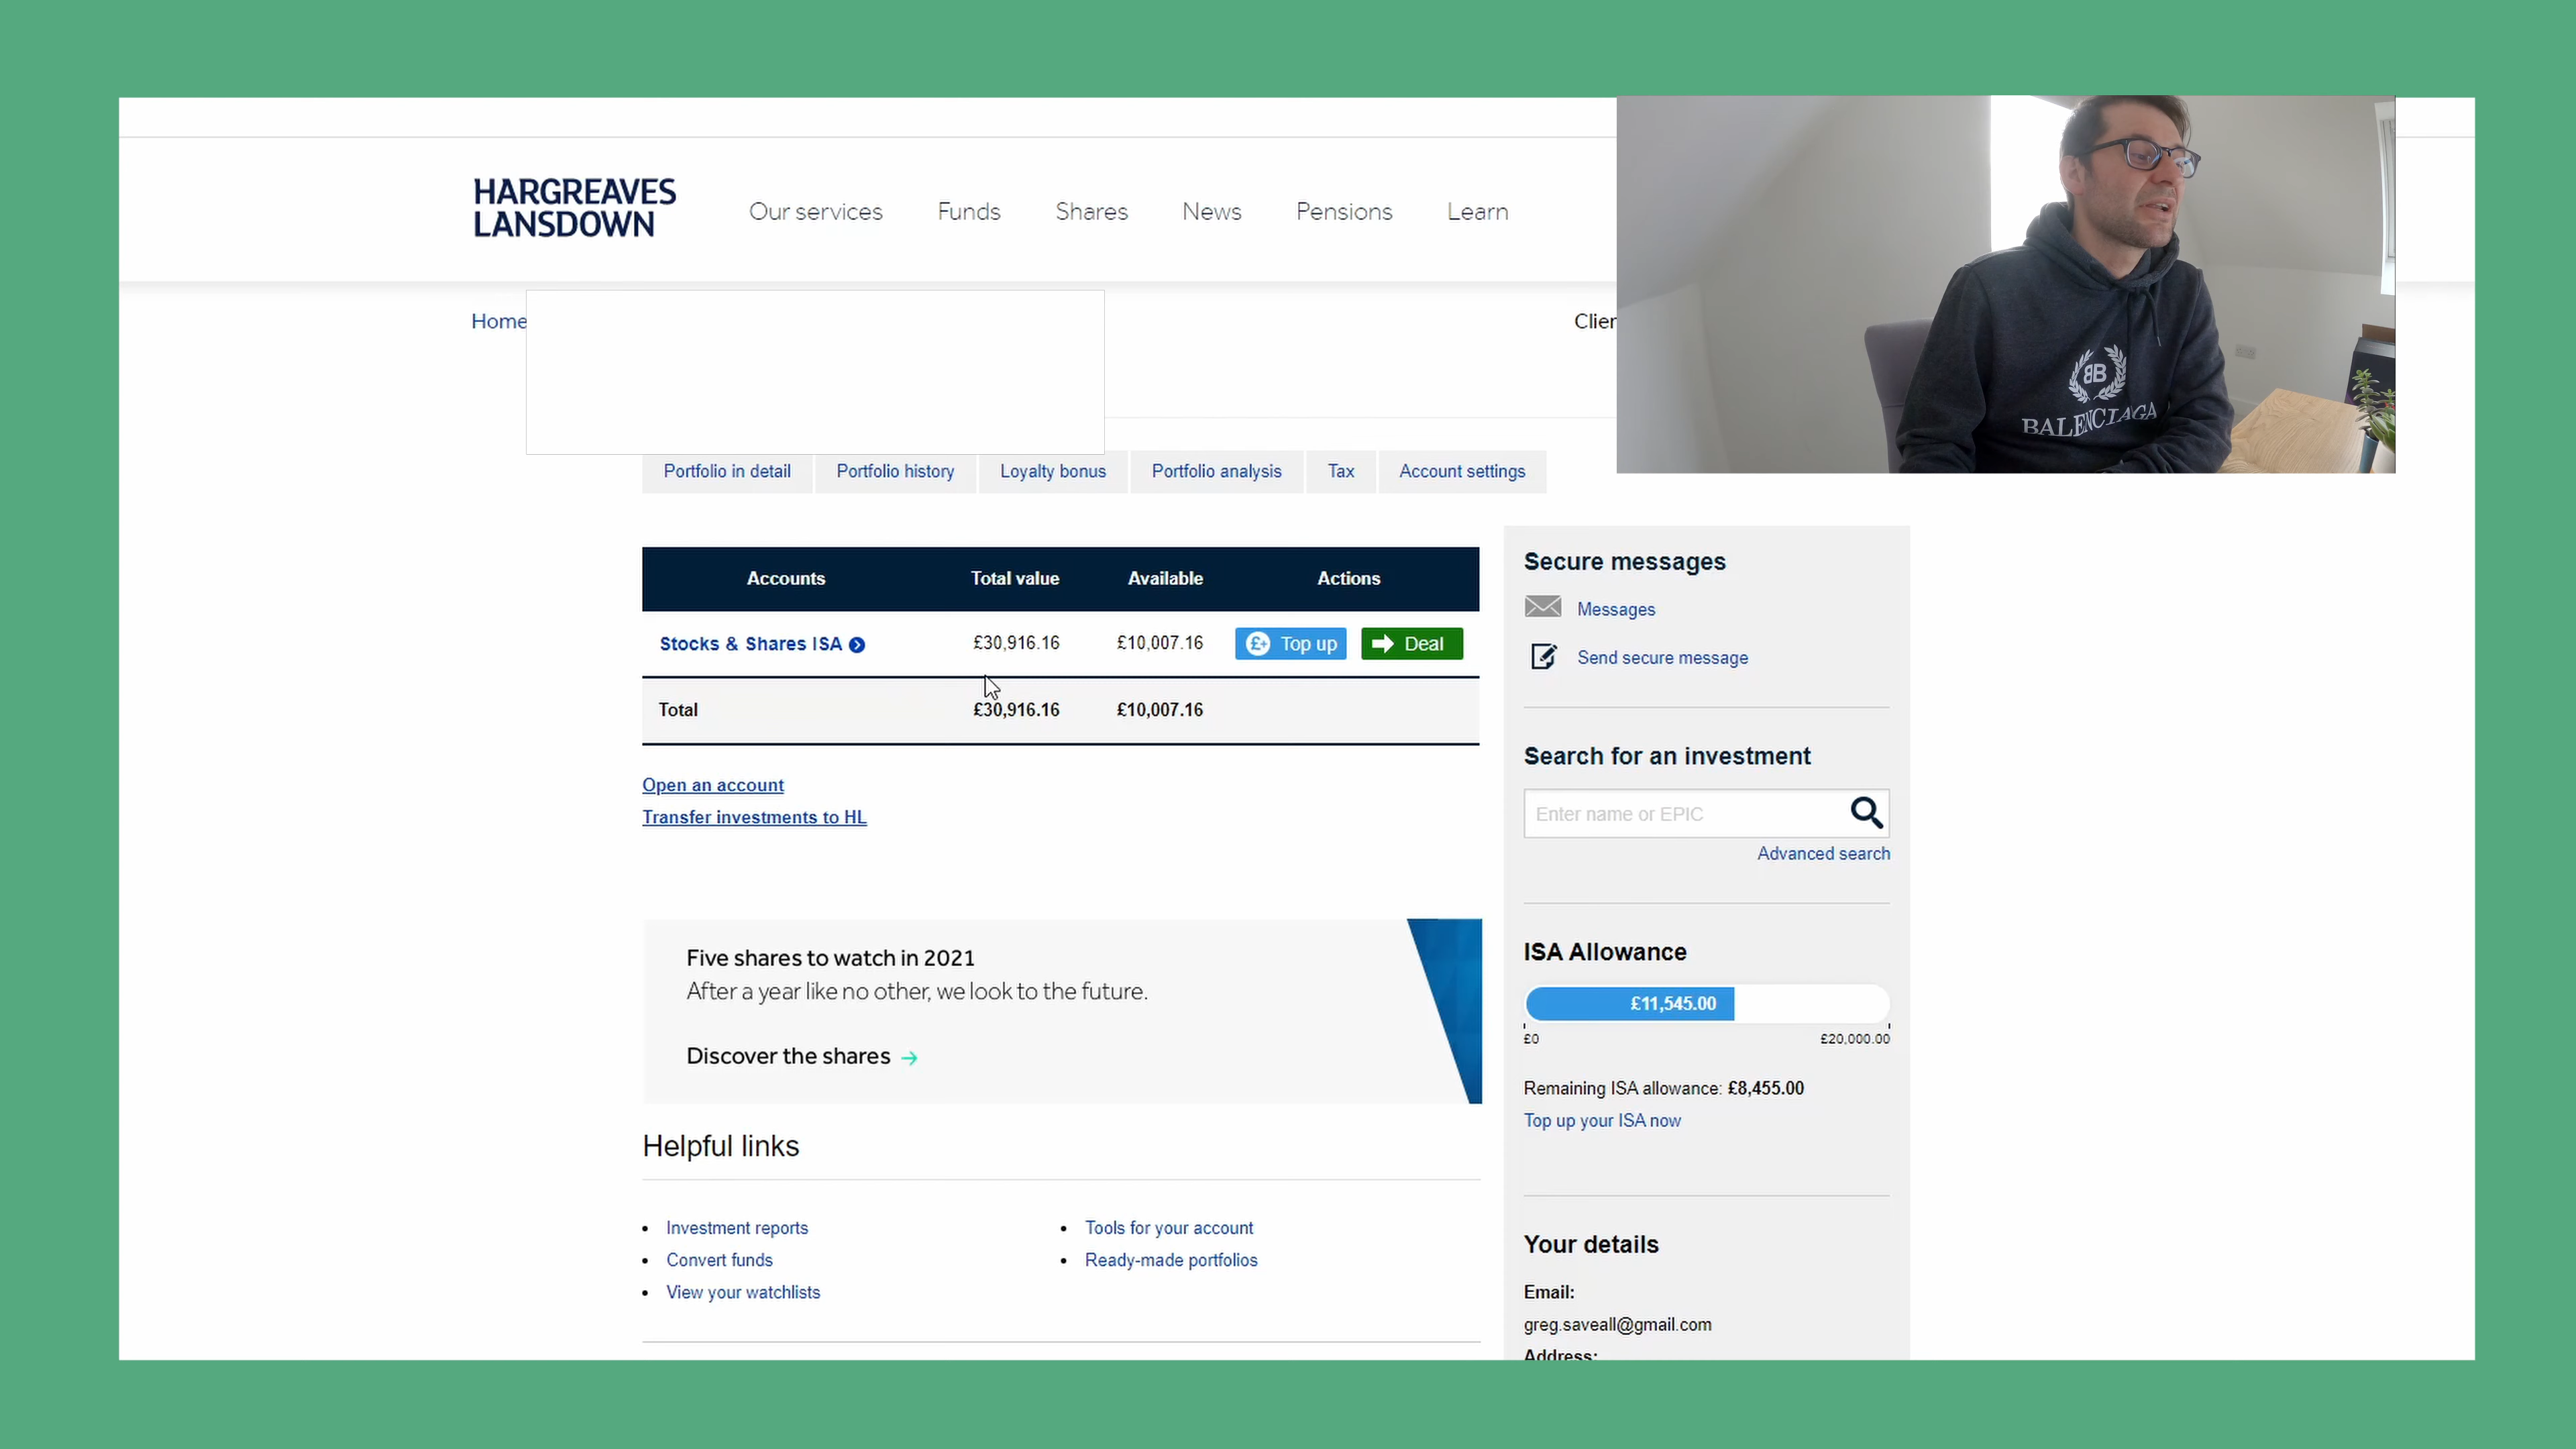 HARGREAVES
LANSDOWN
Our services Funds Shares News Pensions Learn
Home
Clier
BB
BALENCIAGA
Portfolio in detail Portfolio history Loyalty bonus Portfolio analysis Tax Account settings
Accounts Total value Available Actions
Stocks & Shares ISA £30,916.16 £10,007.16 £+ Top up Deal
Total £30,916.16 £10,007.16
Open an account
Transfer investments to HL
Five shares to watch in 2021
After a year like no other, we look to the future.
Discover the shares →
Helpful links
• Investment reports
• Convert funds
• View your watchlists
• Tools for your account
• Ready-made portfolios
Secure messages
Messages
Send secure message
Search for an investment
Enter name or EPIC
Advanced search
ISA Allowance
£11,545.00
£0 £20,000.00
Remaining ISA allowance: £8,455.00
Top up your ISA now
Your details
Email:
greg.saveall@gmail.com
Address: